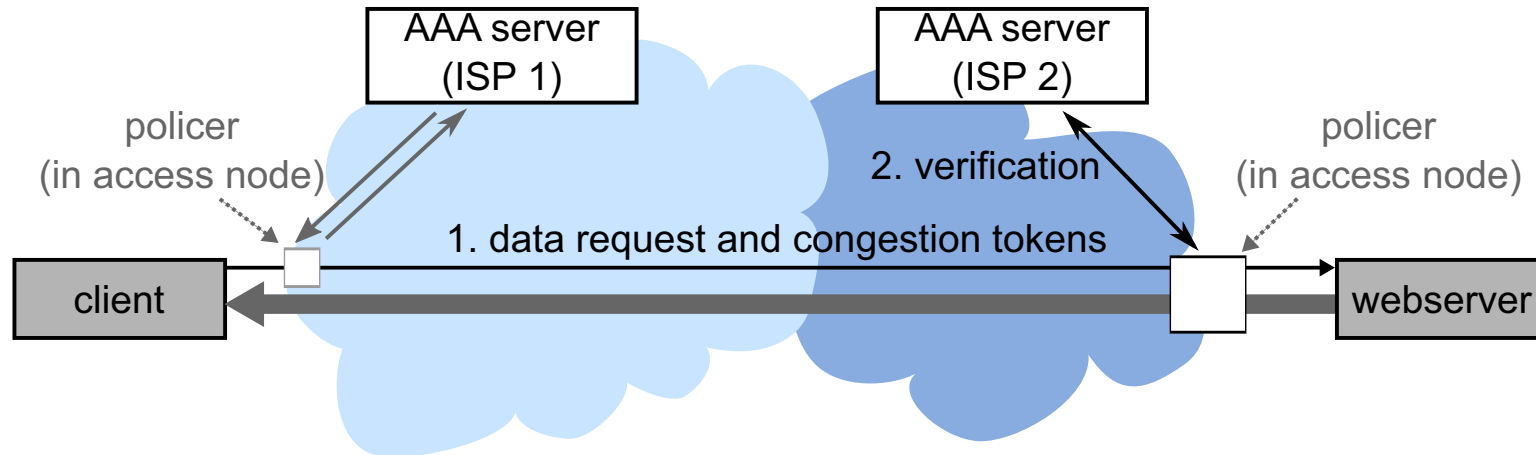 AAA server
(ISP 1)
AAA server
(ISP 2)
policer
(in access node)
policer
(in access node)
2. verification
1. data request and congestion tokens
client
webserver